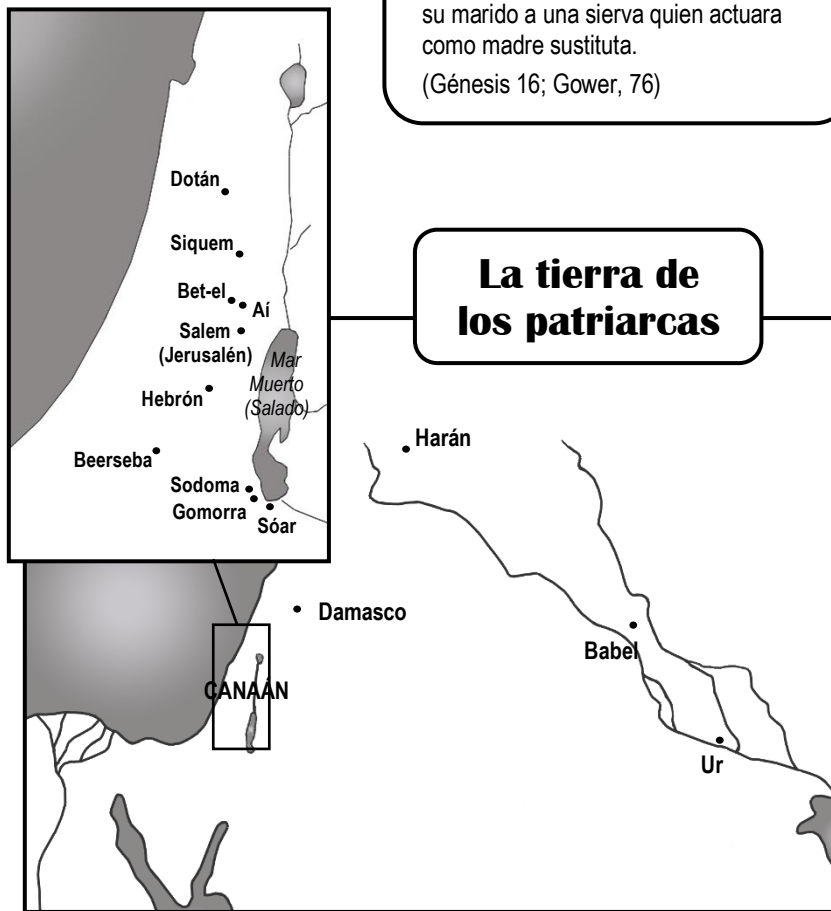 su marido a una sierva quien actuara
como madre sustituta.
(Génesis 16; Gower, 76)
La tierra de
los patriarcas
Dotán
Siquem
Bet-el
Aí
Salem
(Jerusalén)
Mar
Muerto
(Salado)
Hebrón
Beerseba
Sodoma
Gomorra
Sóar
Harán
Damasco
Babel
CANAÁN
Ur